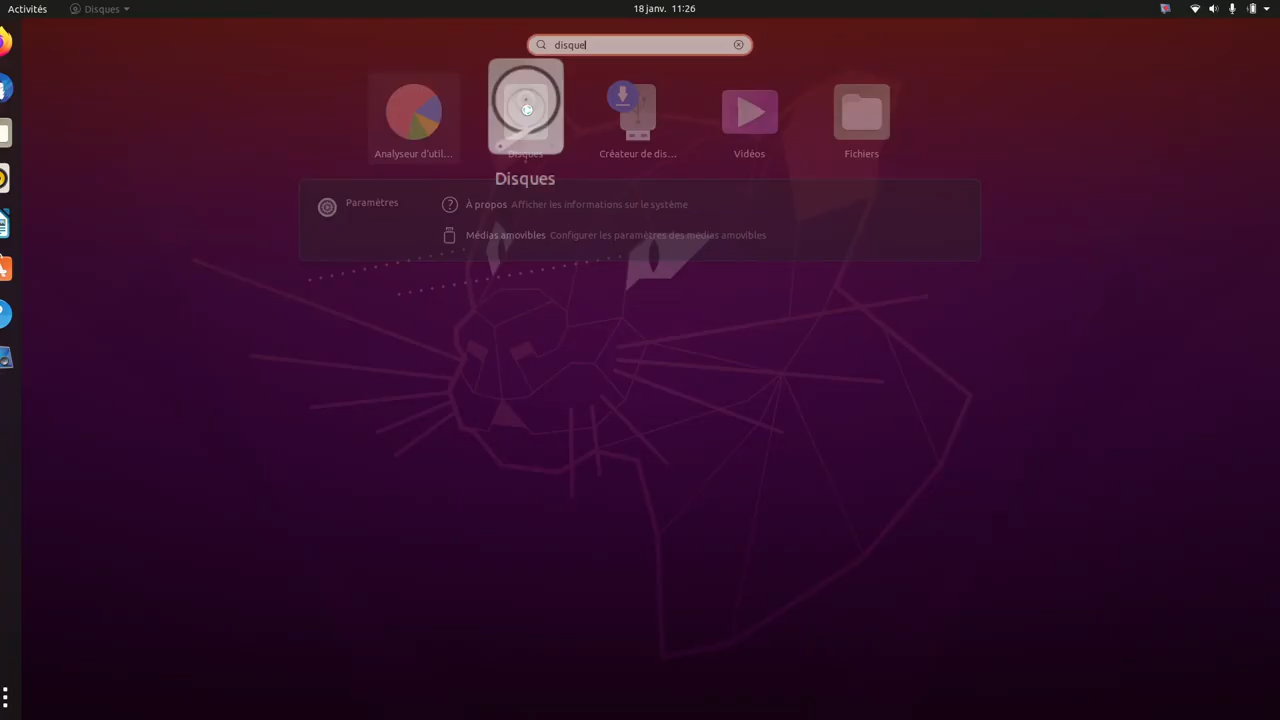 Activités
Disques
18 janv. 11:26
disque
Analyseur d'util...
Disques
Créateur de dis...
Vidéos
Fichiers
Disques
Paramètres
À propos Afficher les informations sur le système
Médias amovibles Configurer les paramètres des médias amovibles